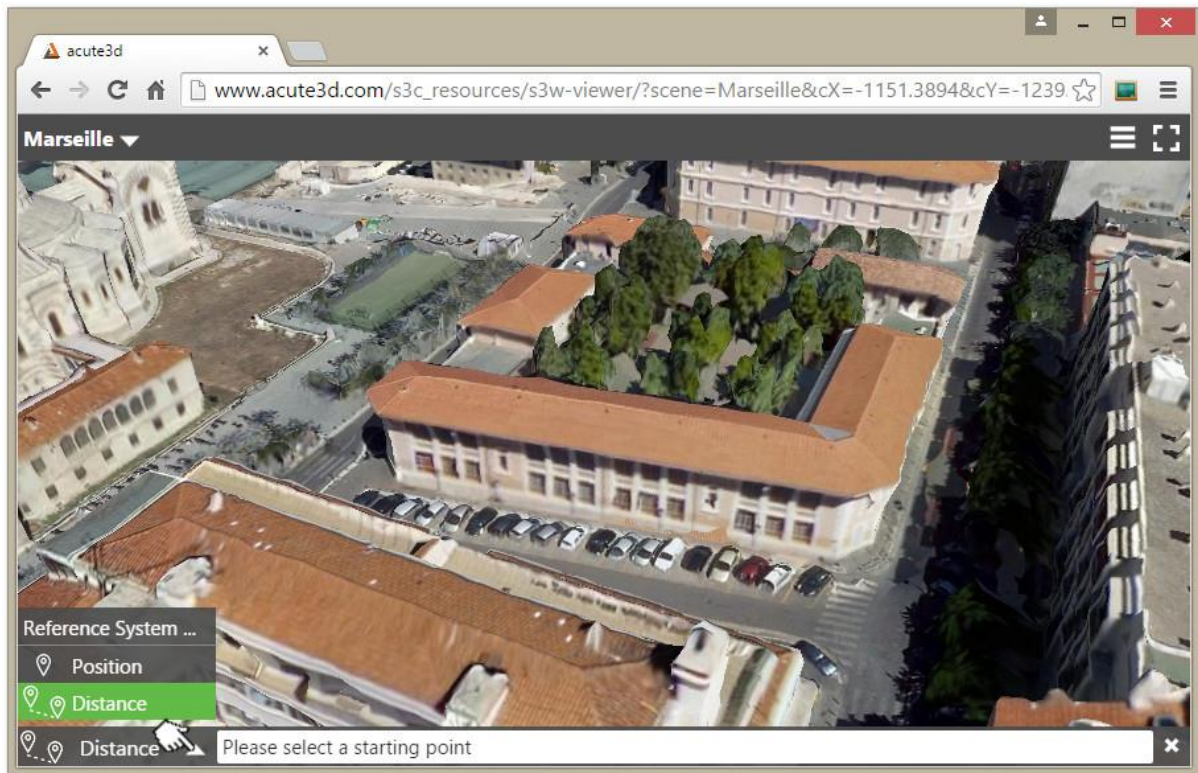 acute3d
www.acute3d.com/s3c_resources/s3w-viewer/?scene=Marseille&cX=-1151.3894&cY=-1239.
Marseille
Reference System ...
Position
Distance
Distance
Please select a starting point